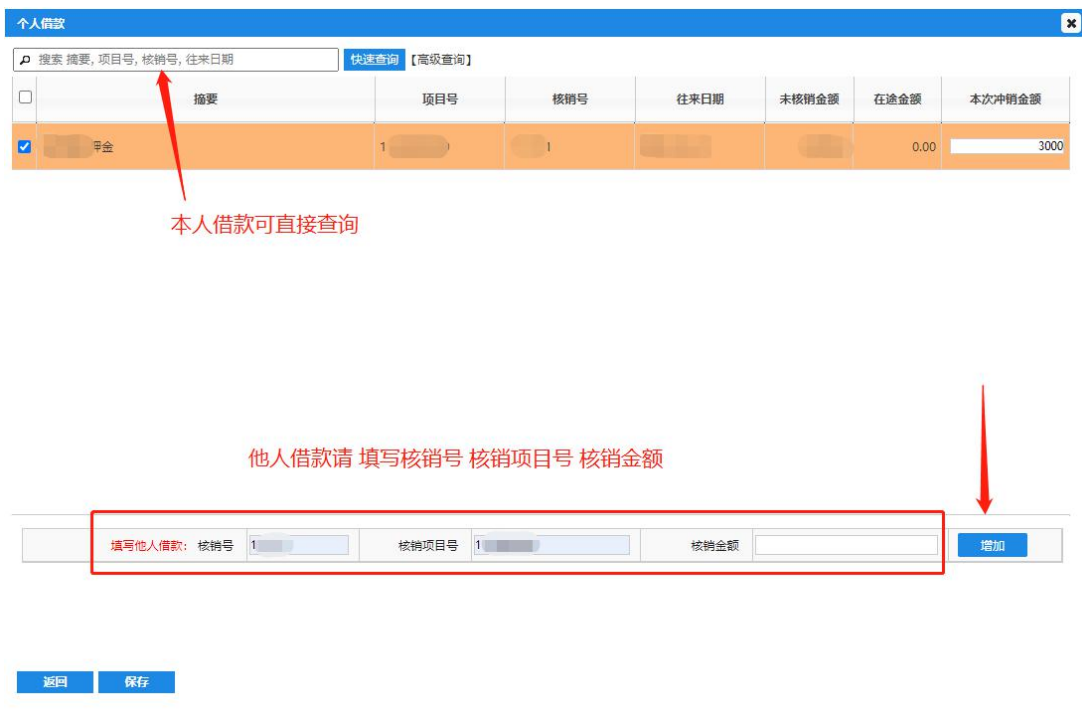 个人借款
搜索 摘要, 项目号, 核销号, 往来日期 快速查询 【高级查询】
摘要 项目号 核销号 往来日期 未核销金额 在途金额 本次冲销金额
押金 1 0.00 3000
本人借款可直接查询
他人借款请 填写核销号 核销项目号 核销金额
填写他人借款: 核销号 1 核销项目号 1 核销金额 增加
返回 保存